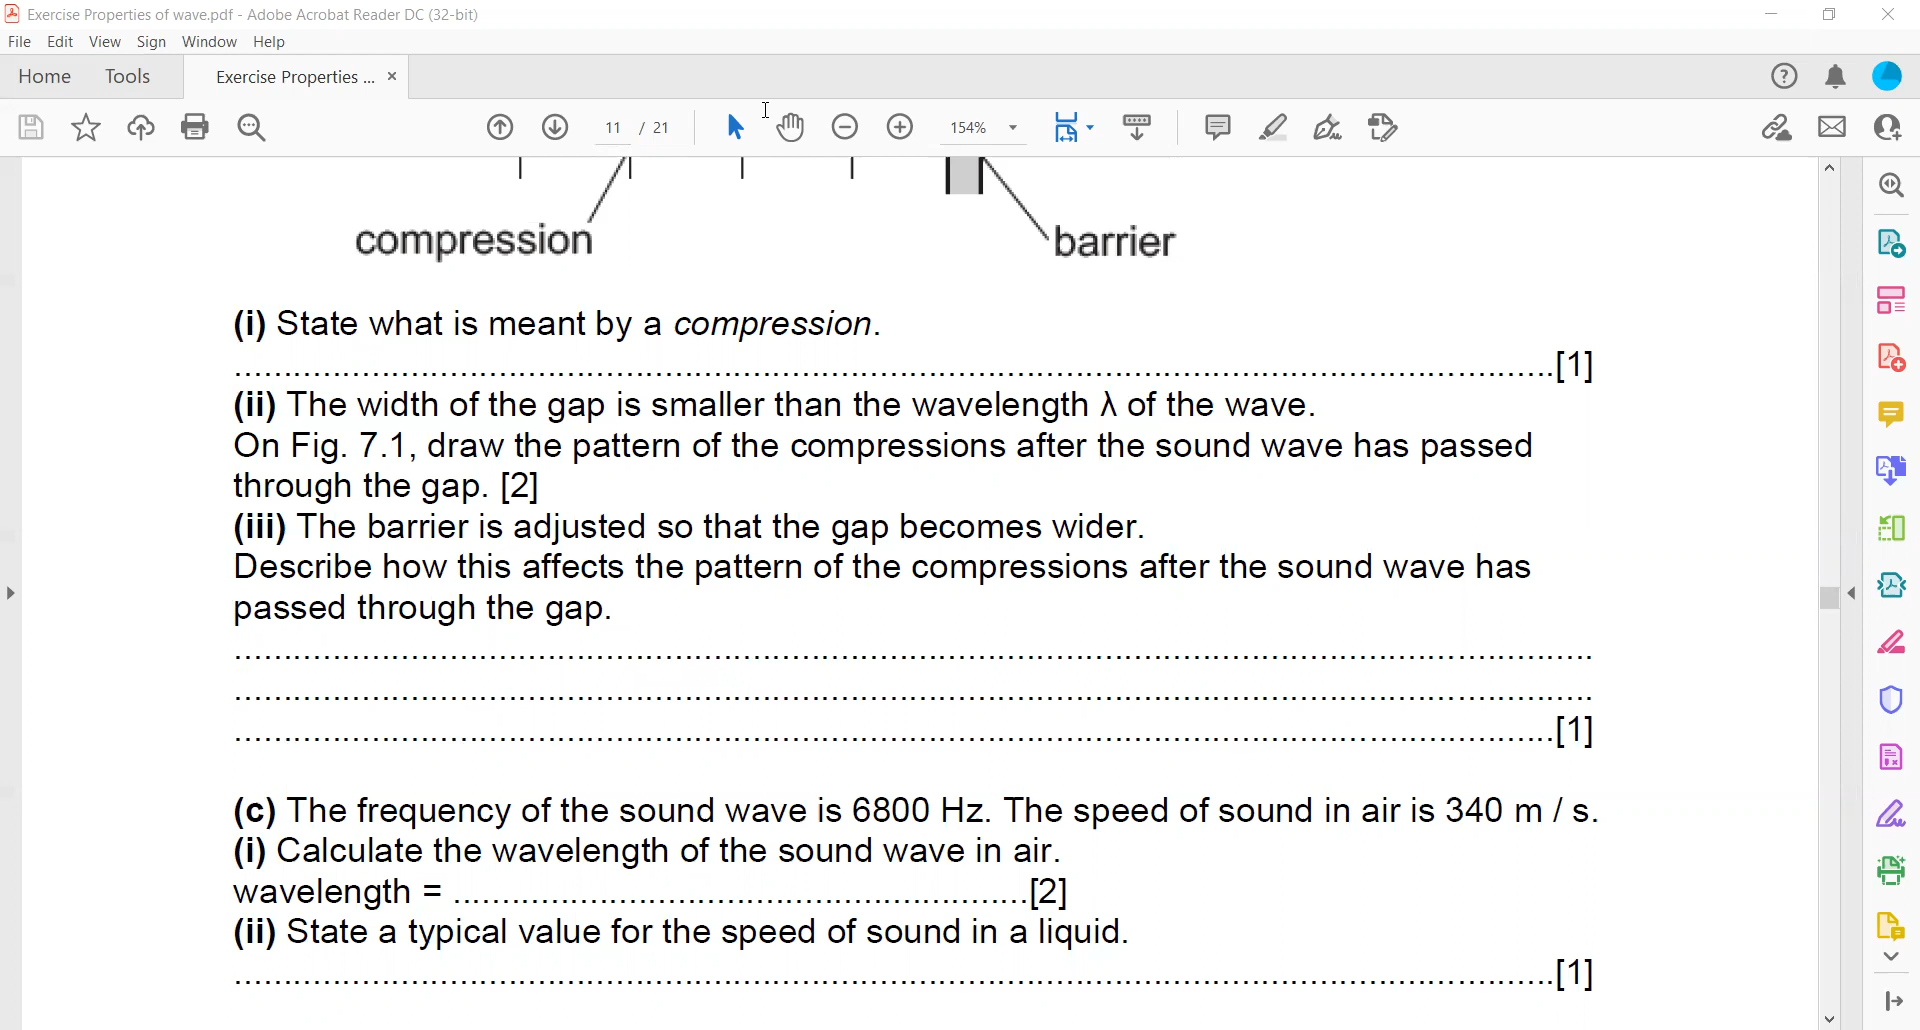 Exercise Properties of wave.pdf - Adobe Acrobat Reader DC (32-bit)
File Edit View Sign Window Help
Home Tools Exercise Properties ... ×
11 / 21 154%
compression barrier
(i) State what is meant by a compression.
..........................................................................................................................................[1]
(ii) The width of the gap is smaller than the wavelength λ of the wave.
On Fig. 7.1, draw the pattern of the compressions after the sound wave has passed
through the gap. [2]
(iii) The barrier is adjusted so that the gap becomes wider.
Describe how this affects the pattern of the compressions after the sound wave has
passed through the gap.
..........................................................................................................................................
..........................................................................................................................................
..........................................................................................................................................[1]
(c) The frequency of the sound wave is 6800 Hz. The speed of sound in air is 340 m / s.
(i) Calculate the wavelength of the sound wave in air.
wavelength = ............................................................[2]
(ii) State a typical value for the speed of sound in a liquid.
..........................................................................................................................................[1]